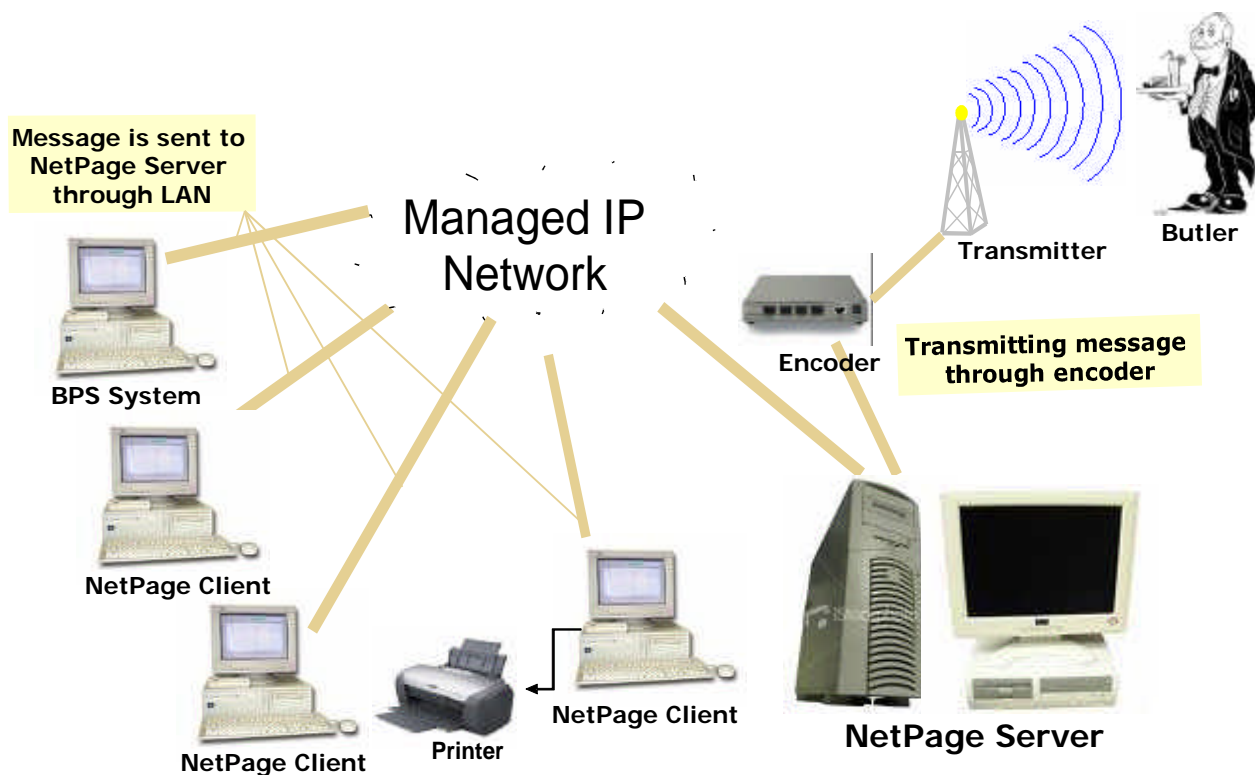 Message is sent to
NetPage Server
through LAN
Managed IP
Network
Transmitter
Butler
Encoder
Transmitting message
through encoder
BPS System
NetPage Client
NetPage Client
Printer
NetPage Client
NetPage Server